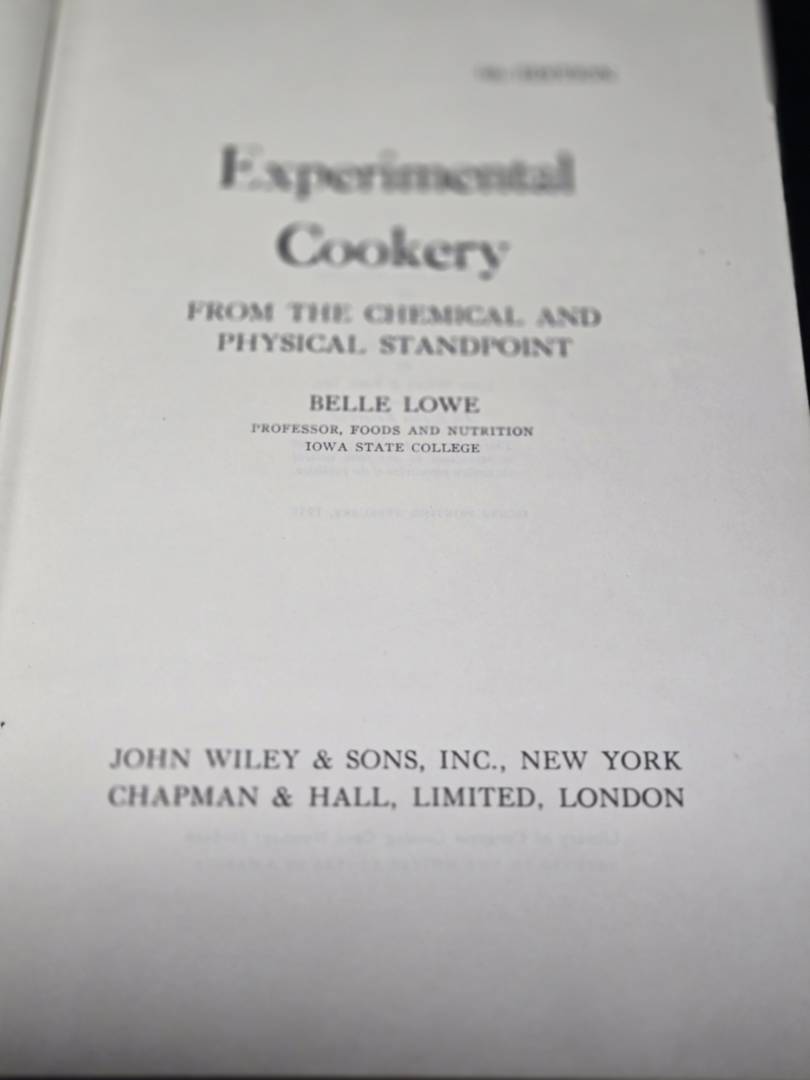 EDITION
Experimental
Cookery
FROM THE CHEMICAL AND
PHYSICAL STANDPOINT
BELLE LOWE
PROFESSOR, FOODS AND NUTRITION
IOWA STATE COLLEGE
JOHN WILEY & SONS, INC., NEW YORK
CHAPMAN & HALL, LIMITED, LONDON